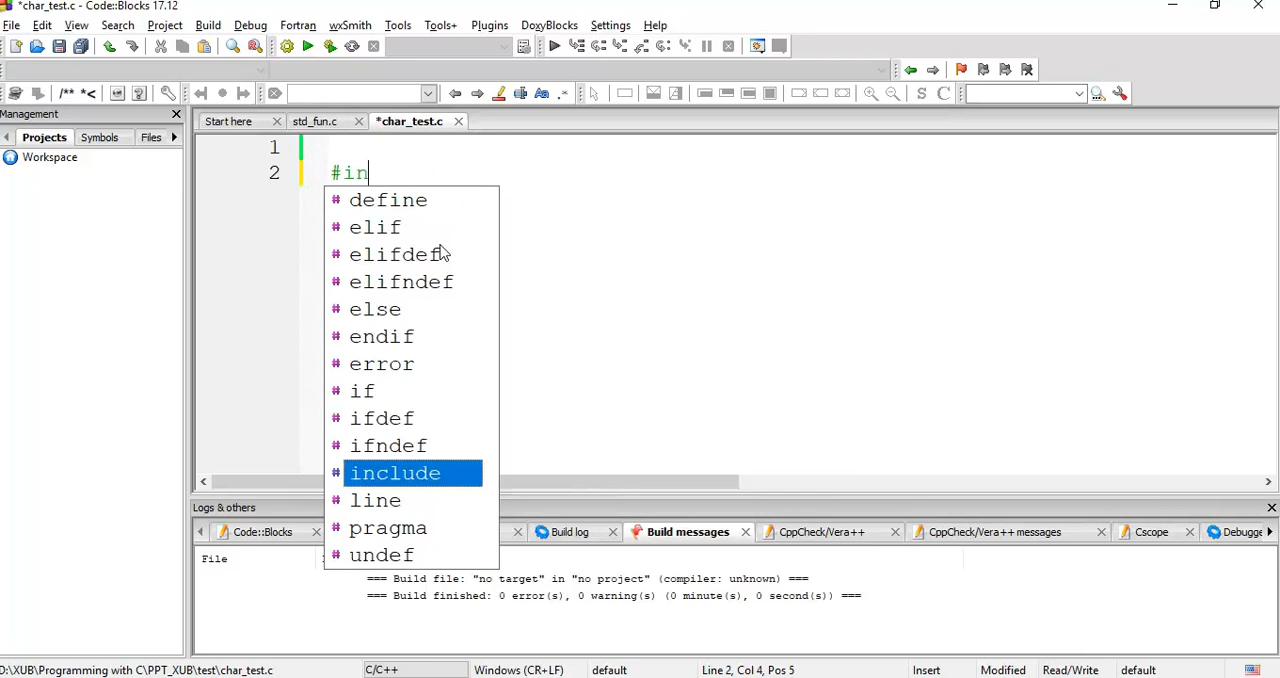 *char_test.c - Code::Blocks 17.12
File Edit View Search Project Build Debug Fortran wxSmith Tools Tools+ Plugins DoxyBlocks Settings Help
/** *<
Aa .*
S C
Management
Projects Symbols Files
Workspace
Start here std_fun.c *char_test.c
1
2 #in
# define
# elif
# elifdef
# elifndef
# else
# endif
# error
# if
# ifdef
# ifndef
# include
# line
# pragma
# undef
Logs & others
Code::Blocks Build log Build messages CppCheck/Vera++ CppCheck/Vera++ messages Cscope Debugge
File
=== Build file: "no target" in "no project" (compiler: unknown) ===
=== Build finished: 0 error(s), 0 warning(s) (0 minute(s), 0 second(s)) ===
D:\XUB\Programming with C\PPT_XUB\test\char_test.c C/C++ Windows (CR+LF) default Line 2, Col 4, Pos 5 Insert Modified Read/Write default